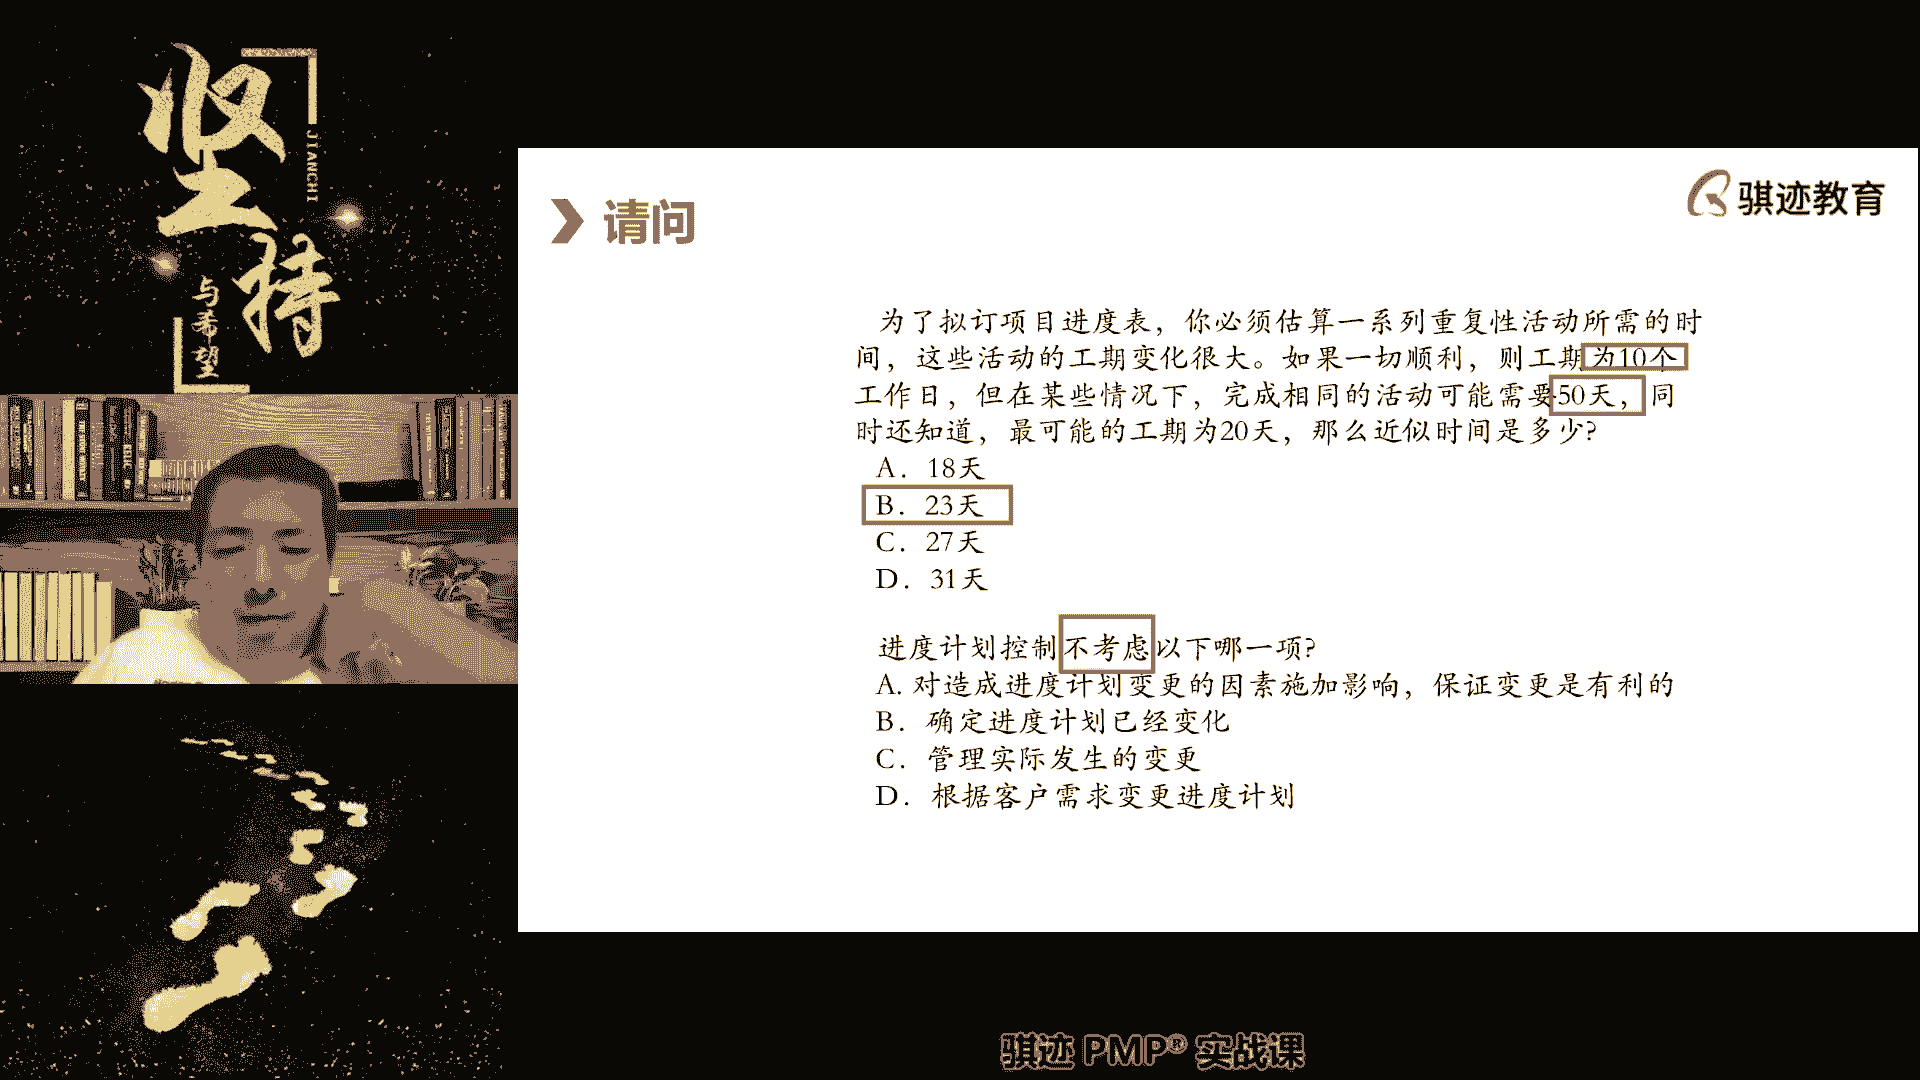 坚持
JIANCHI
与希望
请问
骐迹教育
为了拟订项目进度表，你必须估算一系列重复性活动所需的时
间，这些活动的工期变化很大。如果一切顺利，则工期为10个
工作日，但在某些情况下，完成相同的活动可能需要50天，同
时还知道，最可能的工期为20天，那么近似时间是多少？
A．18天
B．23天
C．27天
D．31天
进度计划控制不考虑以下哪一项？
A. 对造成进度计划变更的因素施加影响，保证变更是有利的
B．确定进度计划已经变化
C．管理实际发生的变更
D．根据客户需求变更进度计划
骐迹 PMP® 实战课